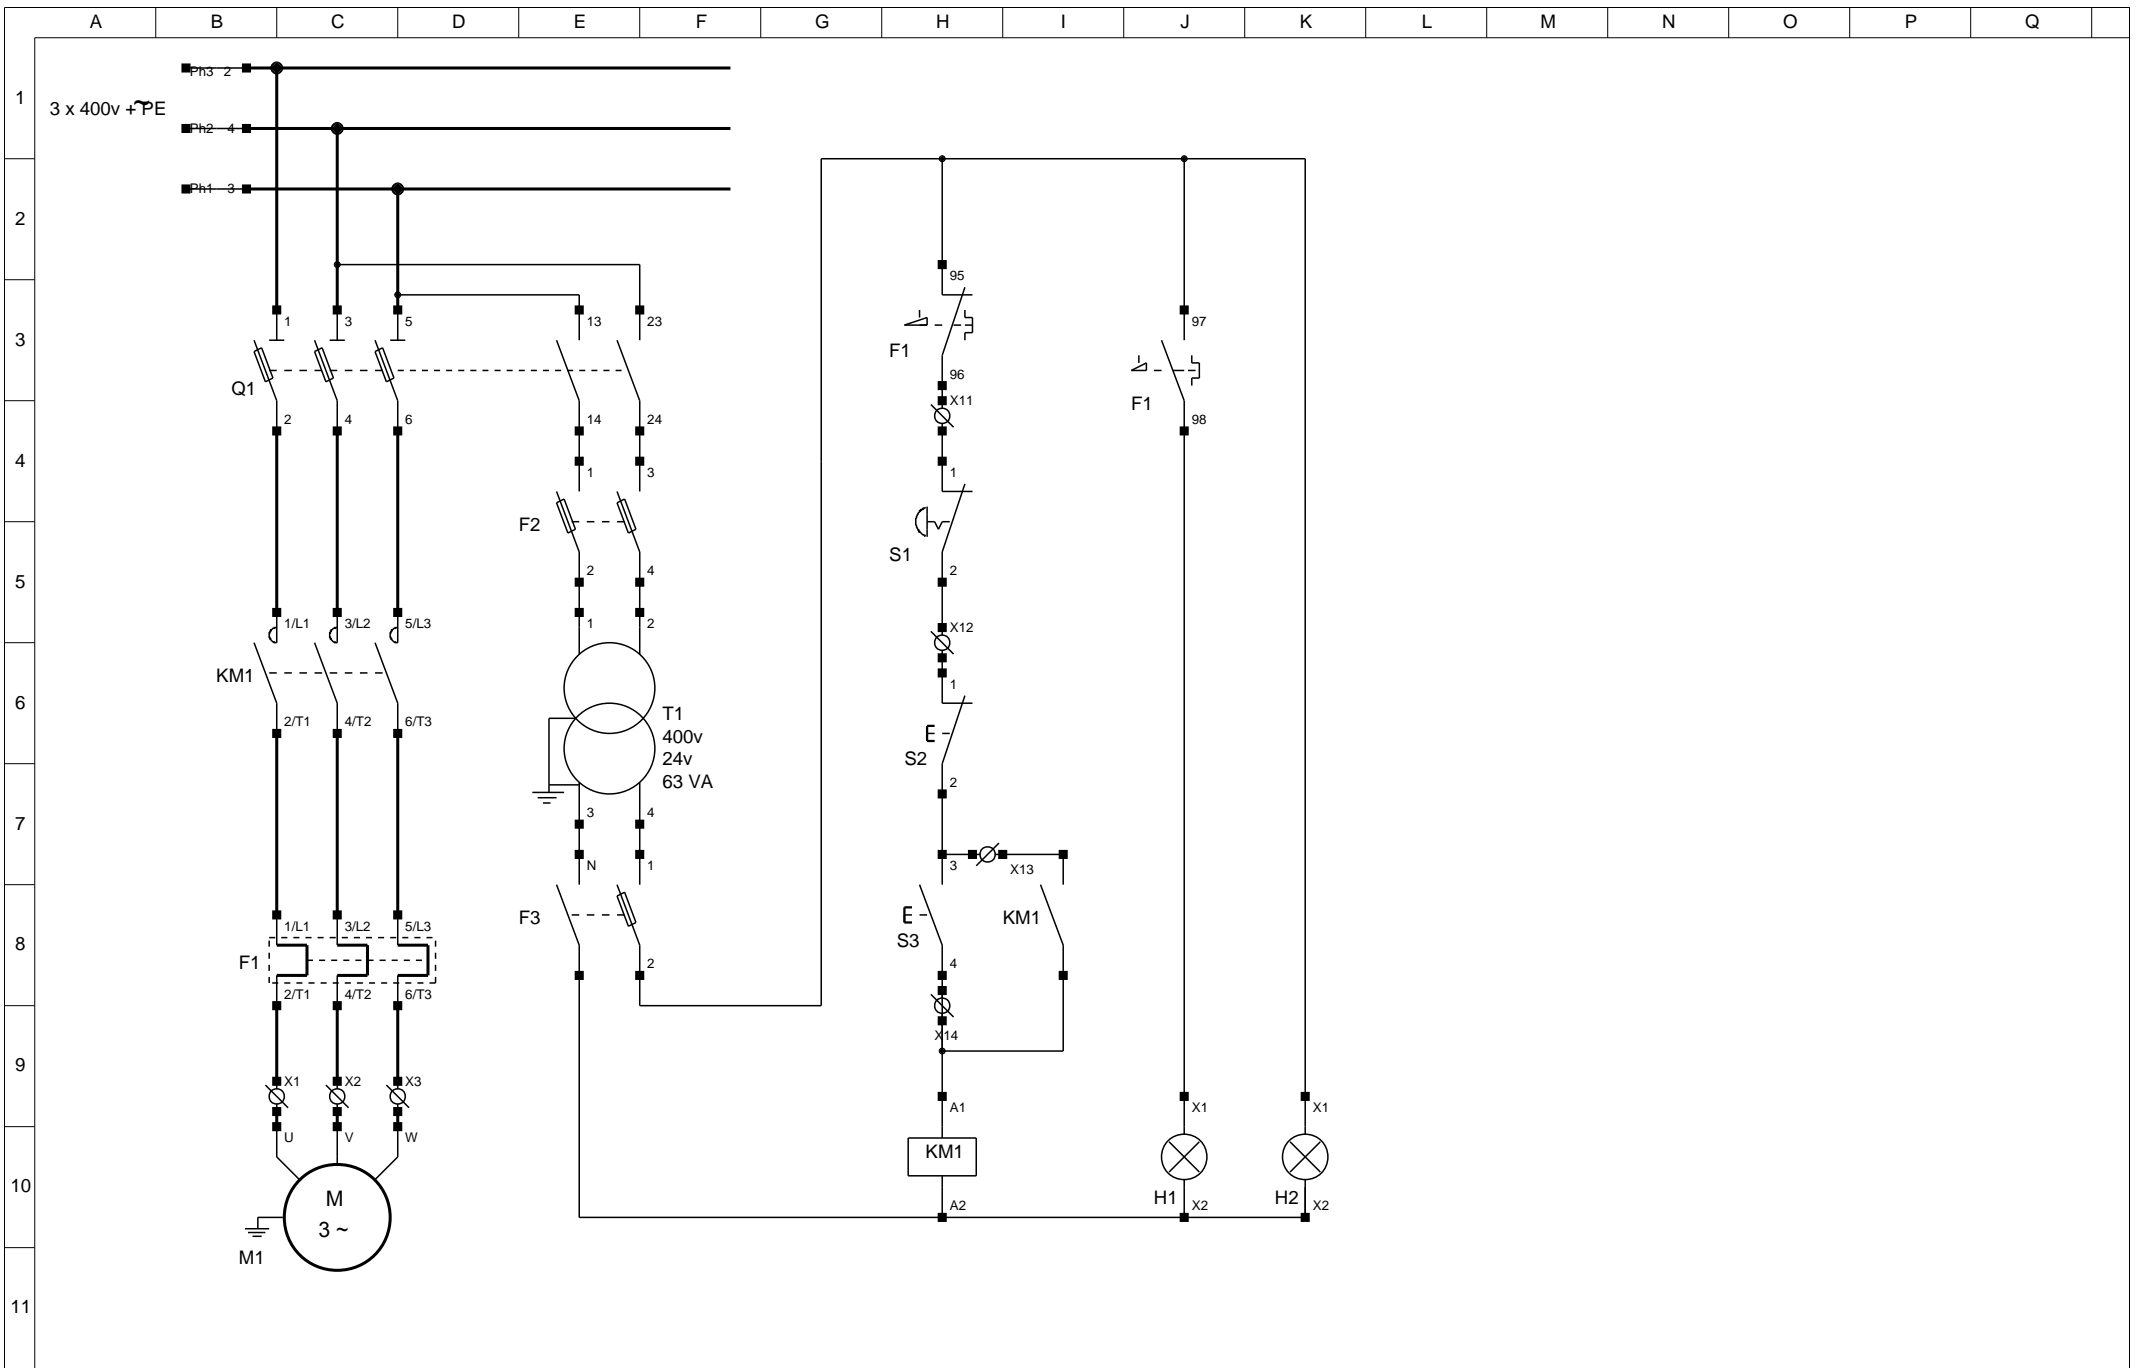 A B C D E F G H I J K L M N O P Q
Ph3 2
1
3 x 400v + PE
~
Ph2 4
Ph1 3
2
95
1 3 5 13 23 97
3
F1
96
Q1
X11
F1
2 4 6 14 24 98
4
1 3 1
F2
S1
2 4 2
5
1/L1 3/L2 5/L3 1 2 X12
KM1
1
6
T1
2/T1 4/T2 6/T3
400v
24v
S2
63 VA
2
3 4
7
N 1 3 X13
F3 KM1
1/L1 3/L2 5/L3
S3
8
F1
2 4
2/T1 4/T2 6/T3
X14
9
X1 X2 X3
A1 X1 X1
U V W
KM1
10
M
H1 H2
A2 X2 X2
3 ~
M1
11